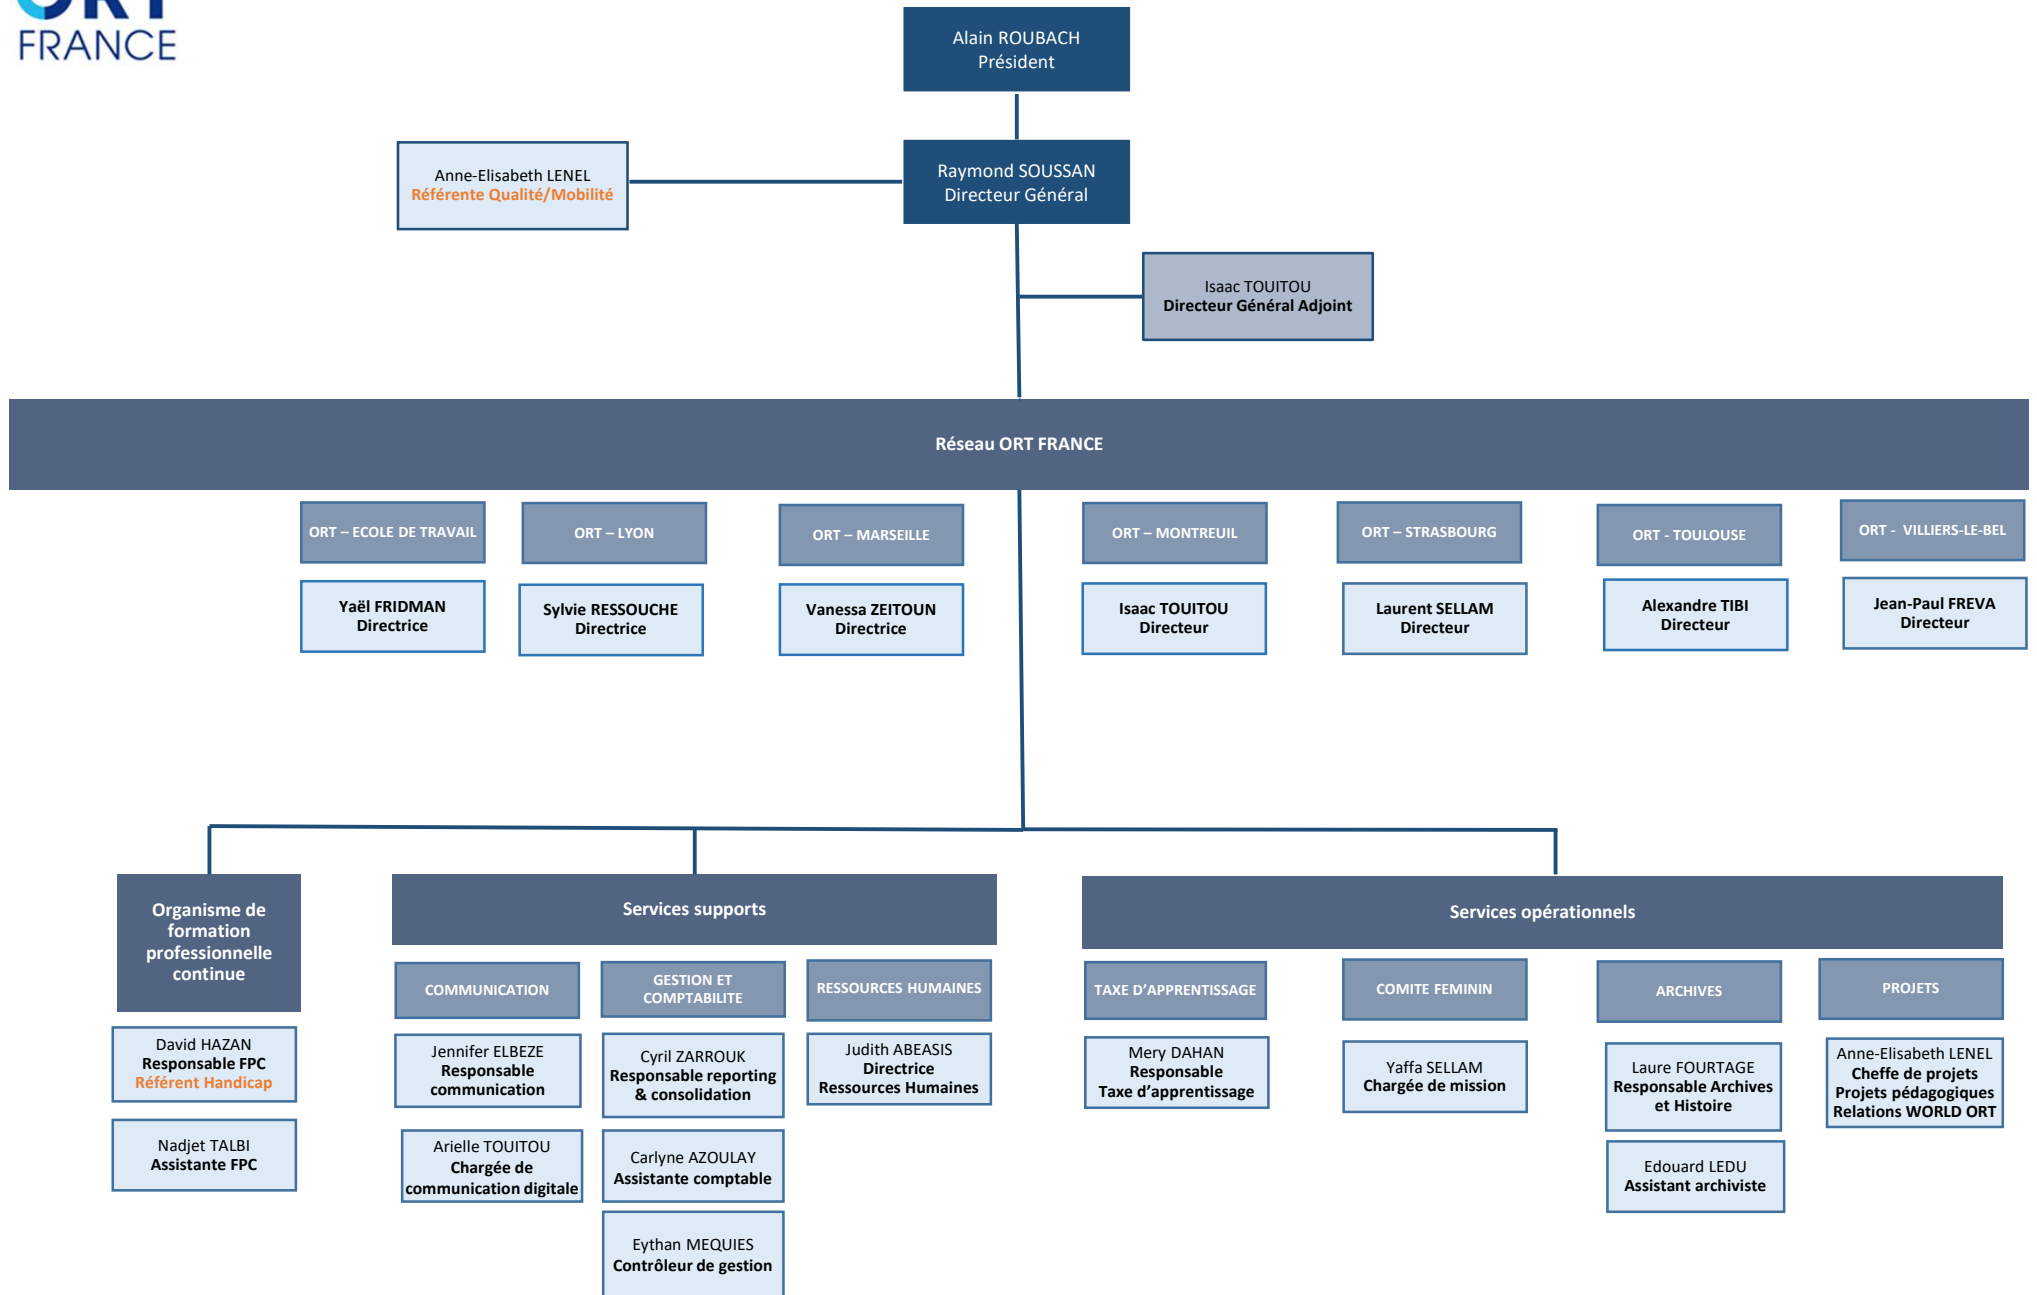 ORT
FRANCE
Alain ROUBACH
Président
Anne-Elisabeth LENEL
Référente Qualité/Mobilité
Raymond SOUSSAN
Directeur Général
Isaac TOUITOU
Directeur Général Adjoint
Réseau ORT FRANCE
ORT – ECOLE DE TRAVAIL
ORT – LYON
ORT – MARSEILLE
ORT – MONTREUIL
ORT – STRASBOURG
ORT - TOULOUSE
ORT - VILLIERS-LE-BEL
Yaël FRIDMAN
Directrice
Sylvie RESSOUCHE
Directrice
Vanessa ZEITOUN
Directrice
Isaac TOUITOU
Directeur
Laurent SELLAM
Directeur
Alexandre TIBI
Directeur
Jean-Paul FREVA
Directeur
Organisme de
formation
professionnelle
continue
David HAZAN
Responsable FPC
Référent Handicap
Nadjet TALBI
Assistante FPC
Services supports
COMMUNICATION
Jennifer ELBEZE
Responsable
communication
Arielle TOUITOU
Chargée de
communication digitale
GESTION ET
COMPTABILITE
Cyril ZARROUK
Responsable reporting
& consolidation
Carlyne AZOULAY
Assistante comptable
Eythan MEQUIES
Contrôleur de gestion
RESSOURCES HUMAINES
Judith ABEASIS
Directrice
Ressources Humaines
Services opérationnels
TAXE D'APPRENTISSAGE
Mery DAHAN
Responsable
Taxe d'apprentissage
COMITE FEMININ
Yaffa SELLAM
Chargée de mission
ARCHIVES
Laure FOURTAGE
Responsable Archives
et Histoire
Edouard LEDU
Assistant archiviste
PROJETS
Anne-Elisabeth LENEL
Cheffe de projets
Projets pédagogiques
Relations WORLD ORT